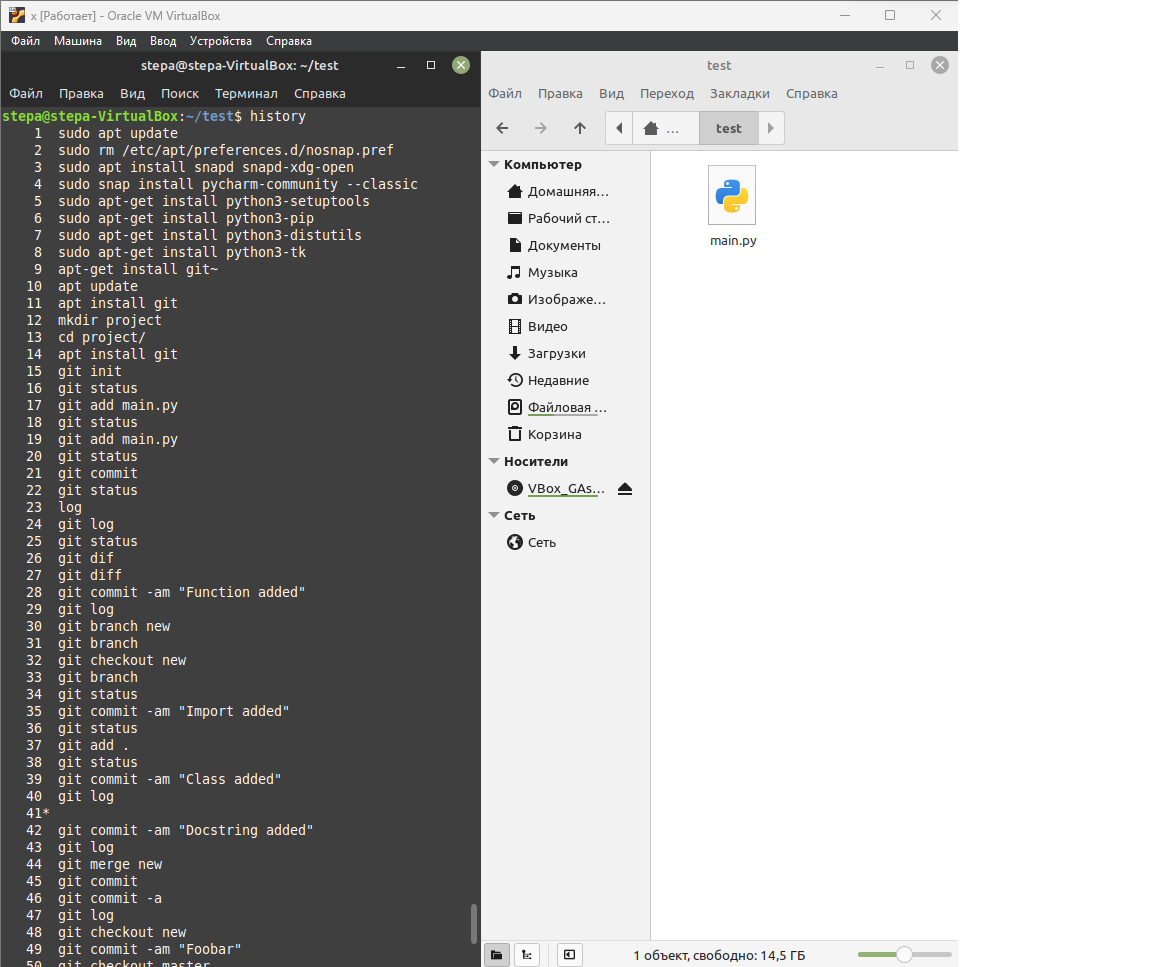 x [Работает] - Oracle VM VirtualBox
Файл Машина Вид Ввод Устройства Справка
stepa@stepa-VirtualBox: ~/test
Файл Правка Вид Поиск Терминал Справка
stepa@stepa-VirtualBox:~/test$ history
1 sudo apt update
2 sudo rm /etc/apt/preferences.d/nosnap.pref
3 sudo apt install snapd snapd-xdg-open
4 sudo snap install pycharm-community --classic
5 sudo apt-get install python3-setuptools
6 sudo apt-get install python3-pip
7 sudo apt-get install python3-distutils
8 sudo apt-get install python3-tk
9 apt-get install git~
10 apt update
11 apt install git
12 mkdir project
13 cd project/
14 apt install git
15 git init
16 git status
17 git add main.py
18 git status
19 git add main.py
20 git status
21 git commit
22 git status
23 log
24 git log
25 git status
26 git dif
27 git diff
28 git commit -am "Function added"
29 git log
30 git branch new
31 git branch
32 git checkout new
33 git branch
34 git status
35 git commit -am "Import added"
36 git status
37 git add .
38 git status
39 git commit -am "Class added"
40 git log
41*
42 git commit -am "Docstring added"
43 git log
44 git merge new
45 git commit
46 git commit -a
47 git log
48 git checkout new
49 git commit -am "Foobar"
50 git checkout master
test
Файл Правка Вид Переход Закладки Справка
... test
Компьютер
Домашняя...
Рабочий ст...
Документы
Музыка
Изображе...
Видео
Загрузки
Недавние
Файловая ...
Корзина
Носители
VBox_GAs...
Сеть
Сеть
main.py
1 объект, свободно: 14,5 ГБ